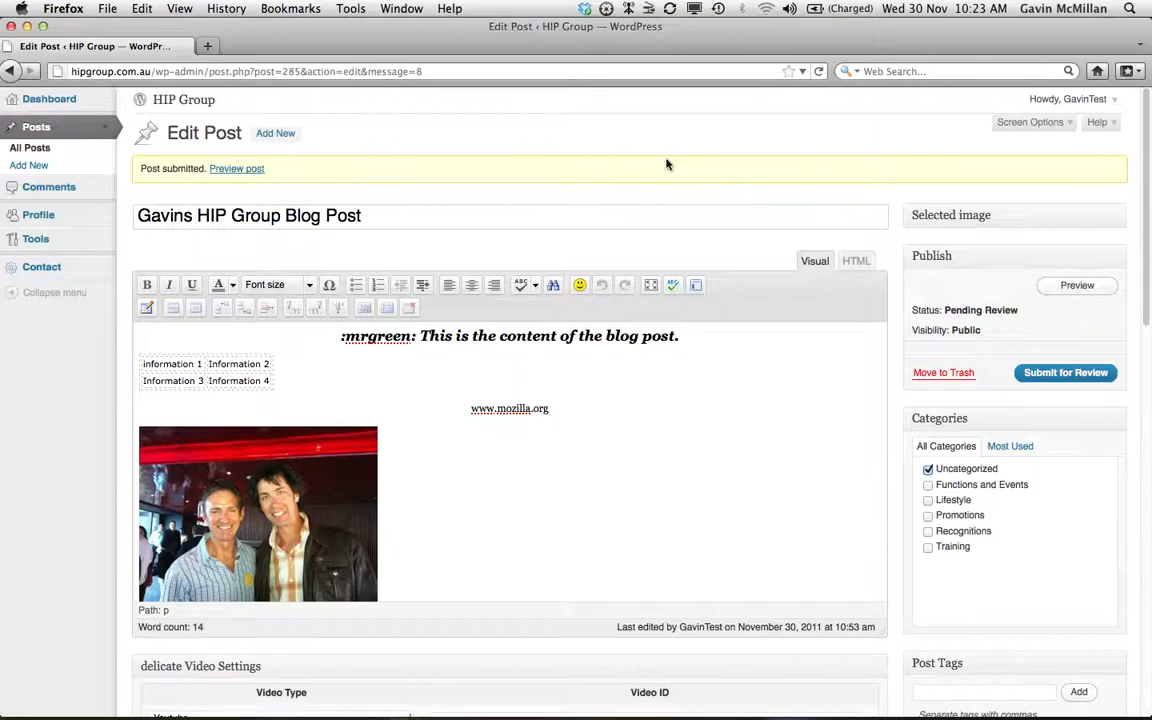 Firefox File Edit View History Bookmarks Tools Window Help (Charged) Wed 30 Nov 10:23 AM Gavin McMillan
Edit Post ‹ HIP Group — WordPress
Edit Post ‹ HIP Group — WordPr...
hipgroup.com.au/wp-admin/post.php?post=285&action=edit&message=8 Web Search...
Dashboard
Posts
All Posts
Add New
Comments
Profile
Tools
Contact
Collapse menu
HIP Group Howdy, GavinTest
Edit Post Add New Screen Options Help
Post submitted. Preview post
Gavins HIP Group Blog Post
Visual HTML
B I U A Font size Ω ABC
:mrgreen: This is the content of the blog post.
information 1 Information 2
Information 3 Information 4
www.mozilla.org
Path: p
Word count: 14 Last edited by GavinTest on November 30, 2011 at 10:53 am
delicate Video Settings
Video Type Video ID
Youtube
Selected image
Publish
Preview
Status: Pending Review
Visibility: Public
Move to Trash Submit for Review
Categories
All Categories Most Used
Uncategorized
Functions and Events
Lifestyle
Promotions
Recognitions
Training
Post Tags
Add
Separate tags with commas